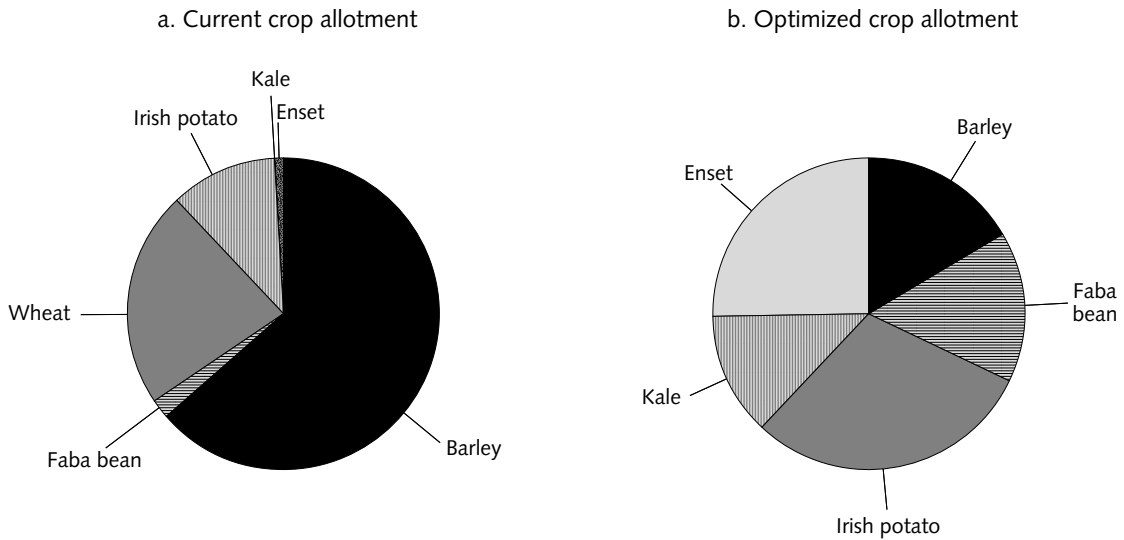 a. Current crop allotment
Kale
Enset
Irish potato
Wheat
Faba bean
Barley
b. Optimized crop allotment
Barley
Enset
Faba
bean
Kale
Irish potato